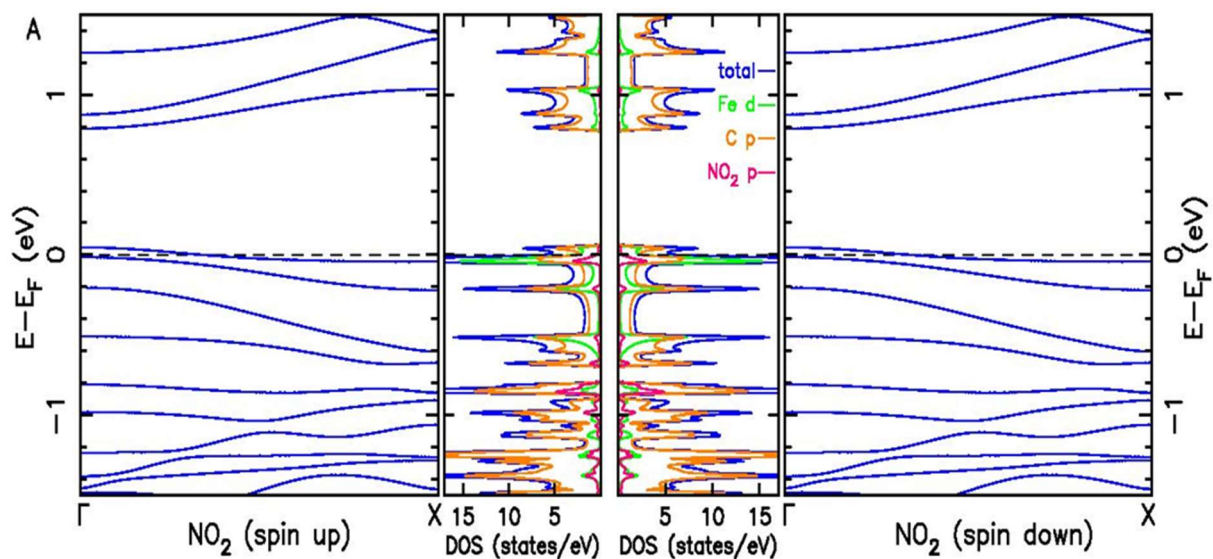 A
E−E_F (eV)
1
0
−1
Γ
X
NO₂ (spin up)
15
10
5
DOS (states/eV)
total
Fe d
C p
NO₂ p
5
10
15
DOS (states/eV)
Γ
X
NO₂ (spin down)
1
0
−1
E−E_F (eV)